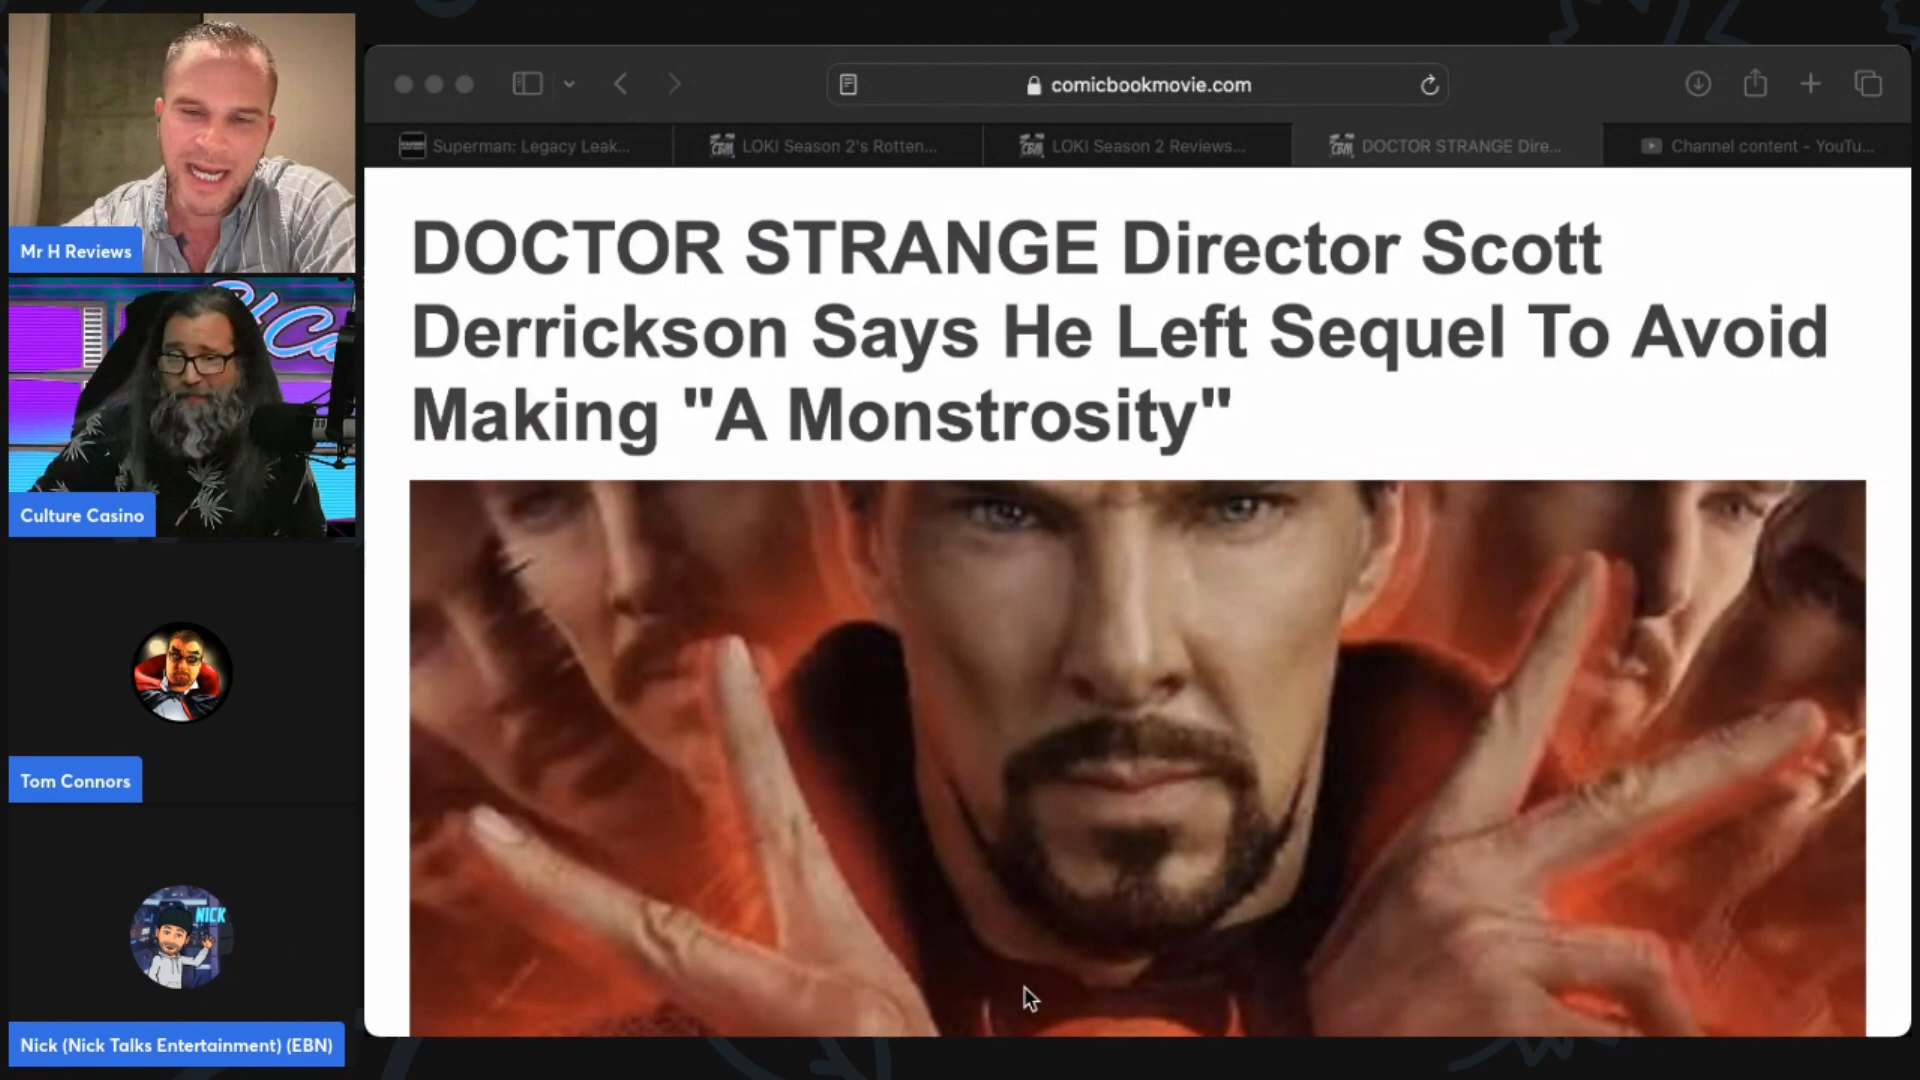 comicbookmovie.com
Superman: Legacy Leak...
LOKI Season 2's Rotten...
LOKI Season 2 Reviews...
DOCTOR STRANGE Dire...
Channel content - YouTu...
DOCTOR STRANGE Director Scott
Derrickson Says He Left Sequel To Avoid
Making "A Monstrosity"
Mr H Reviews
Culture Casino
Tom Connors
NICK
Nick (Nick Talks Entertainment) (EBN)